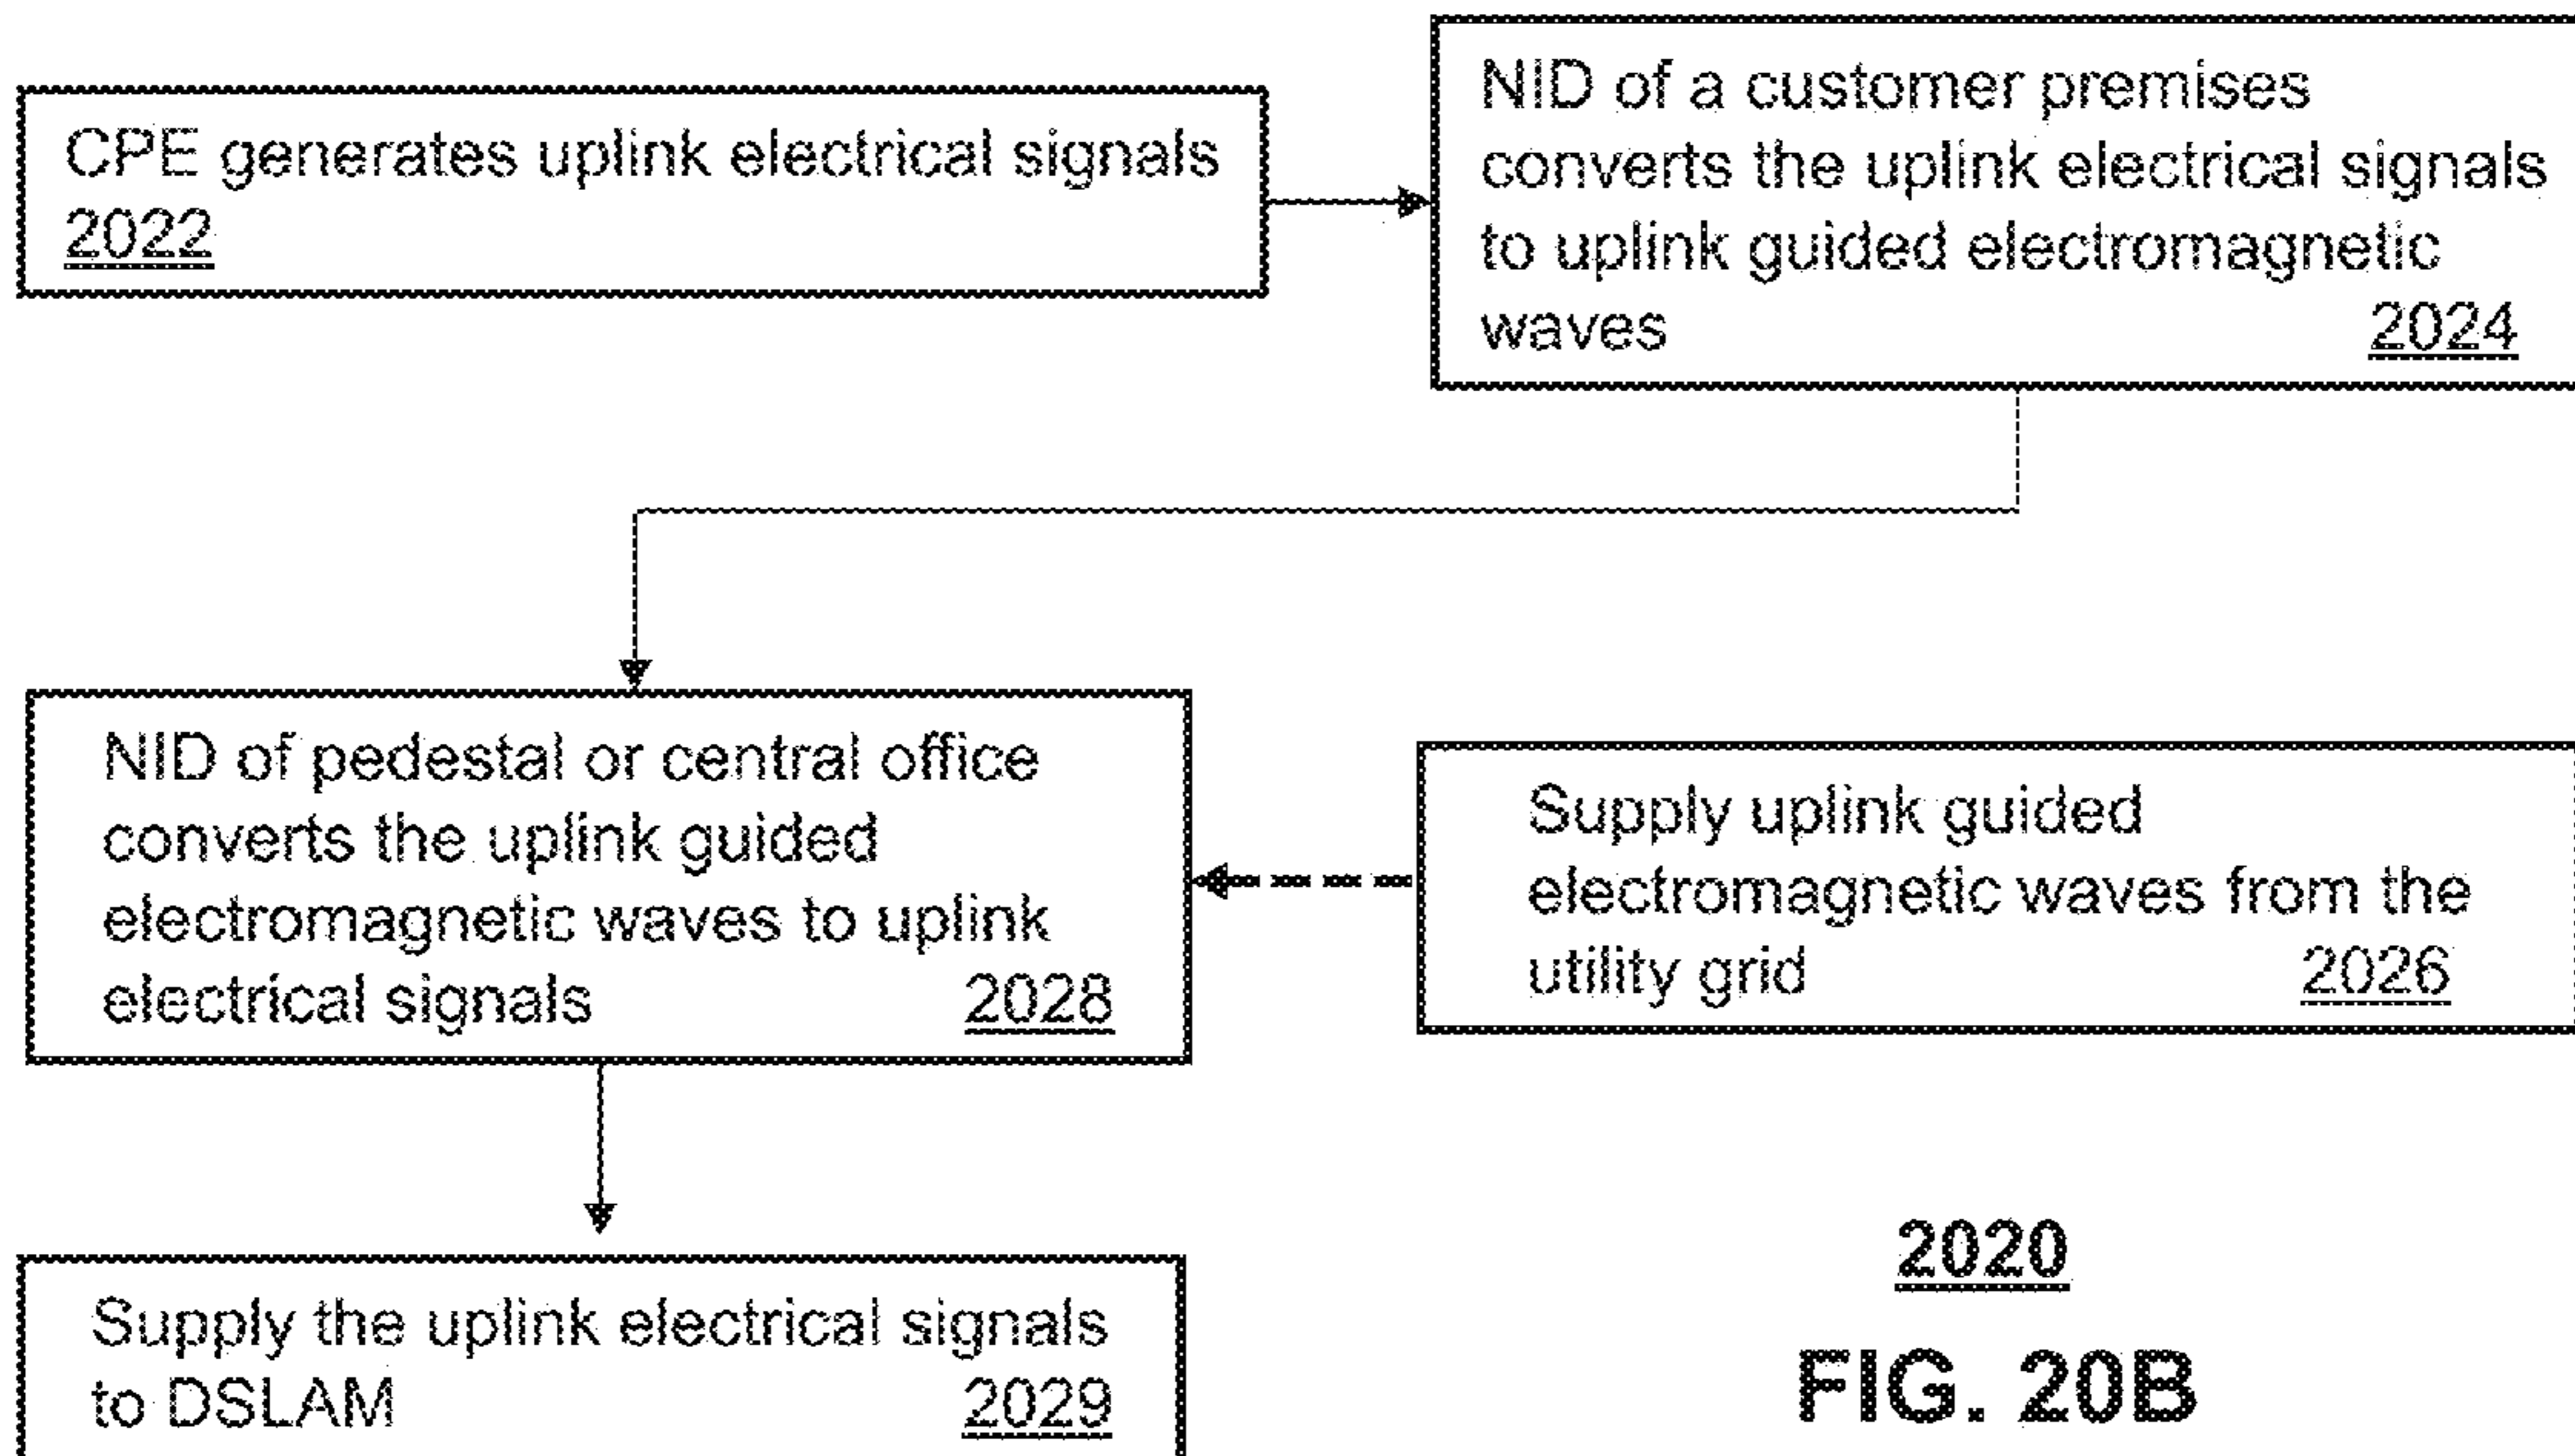 CPE generates uplink electrical signals
2022
NID of a customer premises
converts the uplink electrical signals
to uplink guided electromagnetic
waves 2024
NID of pedestal or central office
converts the uplink guided
electromagnetic waves to uplink
electrical signals 2028
Supply uplink guided
electromagnetic waves from the
utility grid 2026
Supply the uplink electrical signals
to DSLAM 2029
2020
FIG. 20B